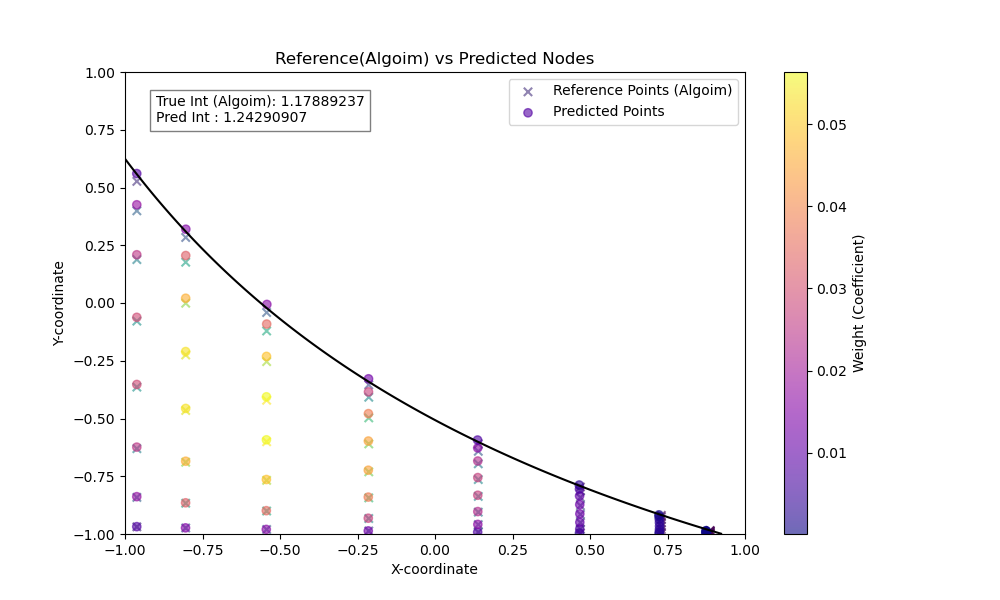 Reference(Algoim) vs Predicted Nodes
True Int (Algoim): 1.17889237
Pred Int : 1.24290907
Reference Points (Algoim)
Predicted Points
1.00
0.75
0.50
0.25
0.00
−0.25
−0.50
−0.75
−1.00
Y-coordinate
−1.00
−0.75
−0.50
−0.25
0.00
0.25
0.50
0.75
1.00
X-coordinate
0.05
0.04
0.03
0.02
0.01
Weight (Coefficient)